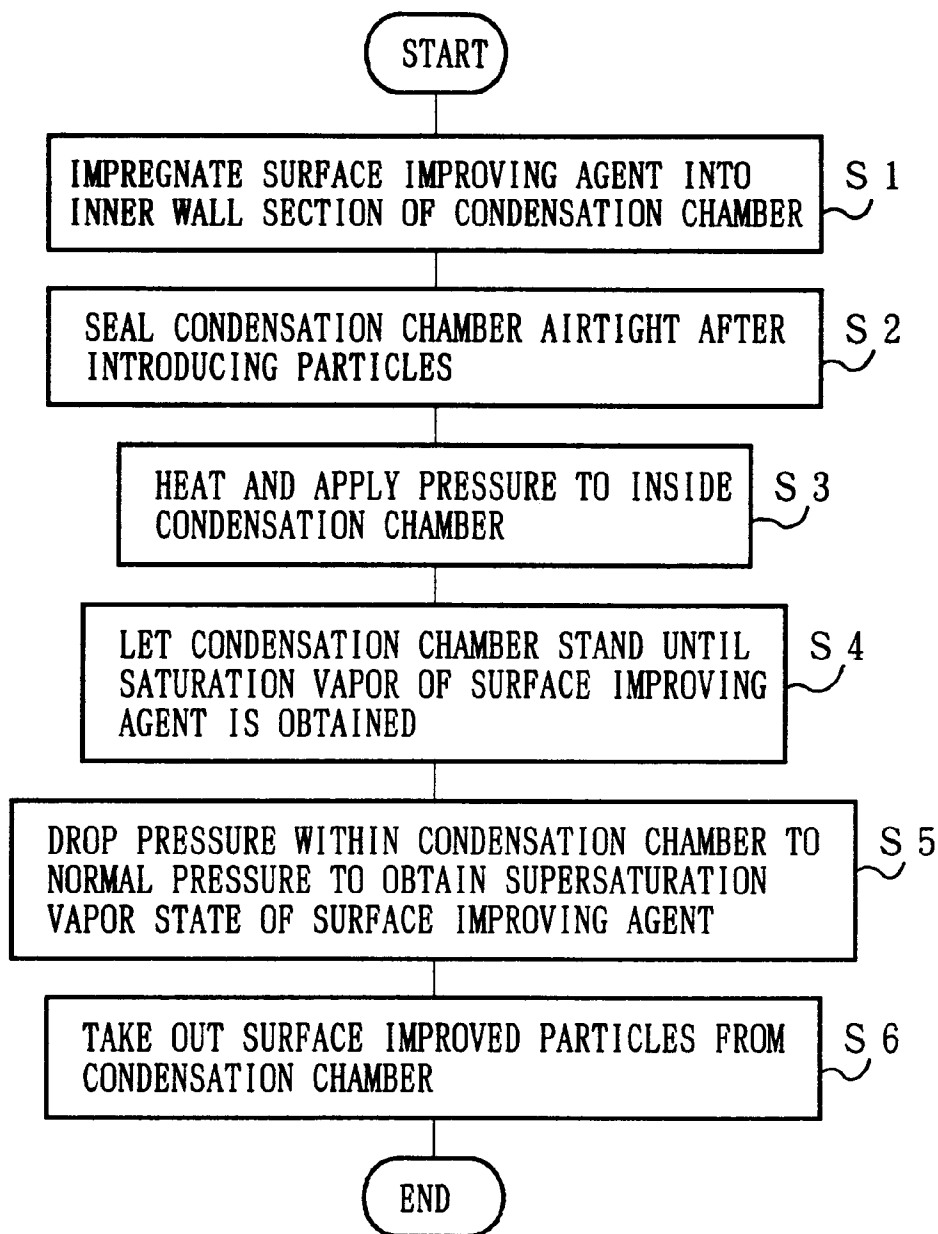 START
IMPREGNATE SURFACE IMPROVING AGENT INTO
INNER WALL SECTION OF CONDENSATION CHAMBER
S 1
SEAL CONDENSATION CHAMBER AIRTIGHT AFTER
INTRODUCING PARTICLES
S 2
HEAT AND APPLY PRESSURE TO INSIDE
CONDENSATION CHAMBER
S 3
LET CONDENSATION CHAMBER STAND UNTIL
SATURATION VAPOR OF SURFACE IMPROVING
AGENT IS OBTAINED
S 4
DROP PRESSURE WITHIN CONDENSATION CHAMBER TO
NORMAL PRESSURE TO OBTAIN SUPERSATURATION
VAPOR STATE OF SURFACE IMPROVING AGENT
S 5
TAKE OUT SURFACE IMPROVED PARTICLES FROM
CONDENSATION CHAMBER
S 6
END